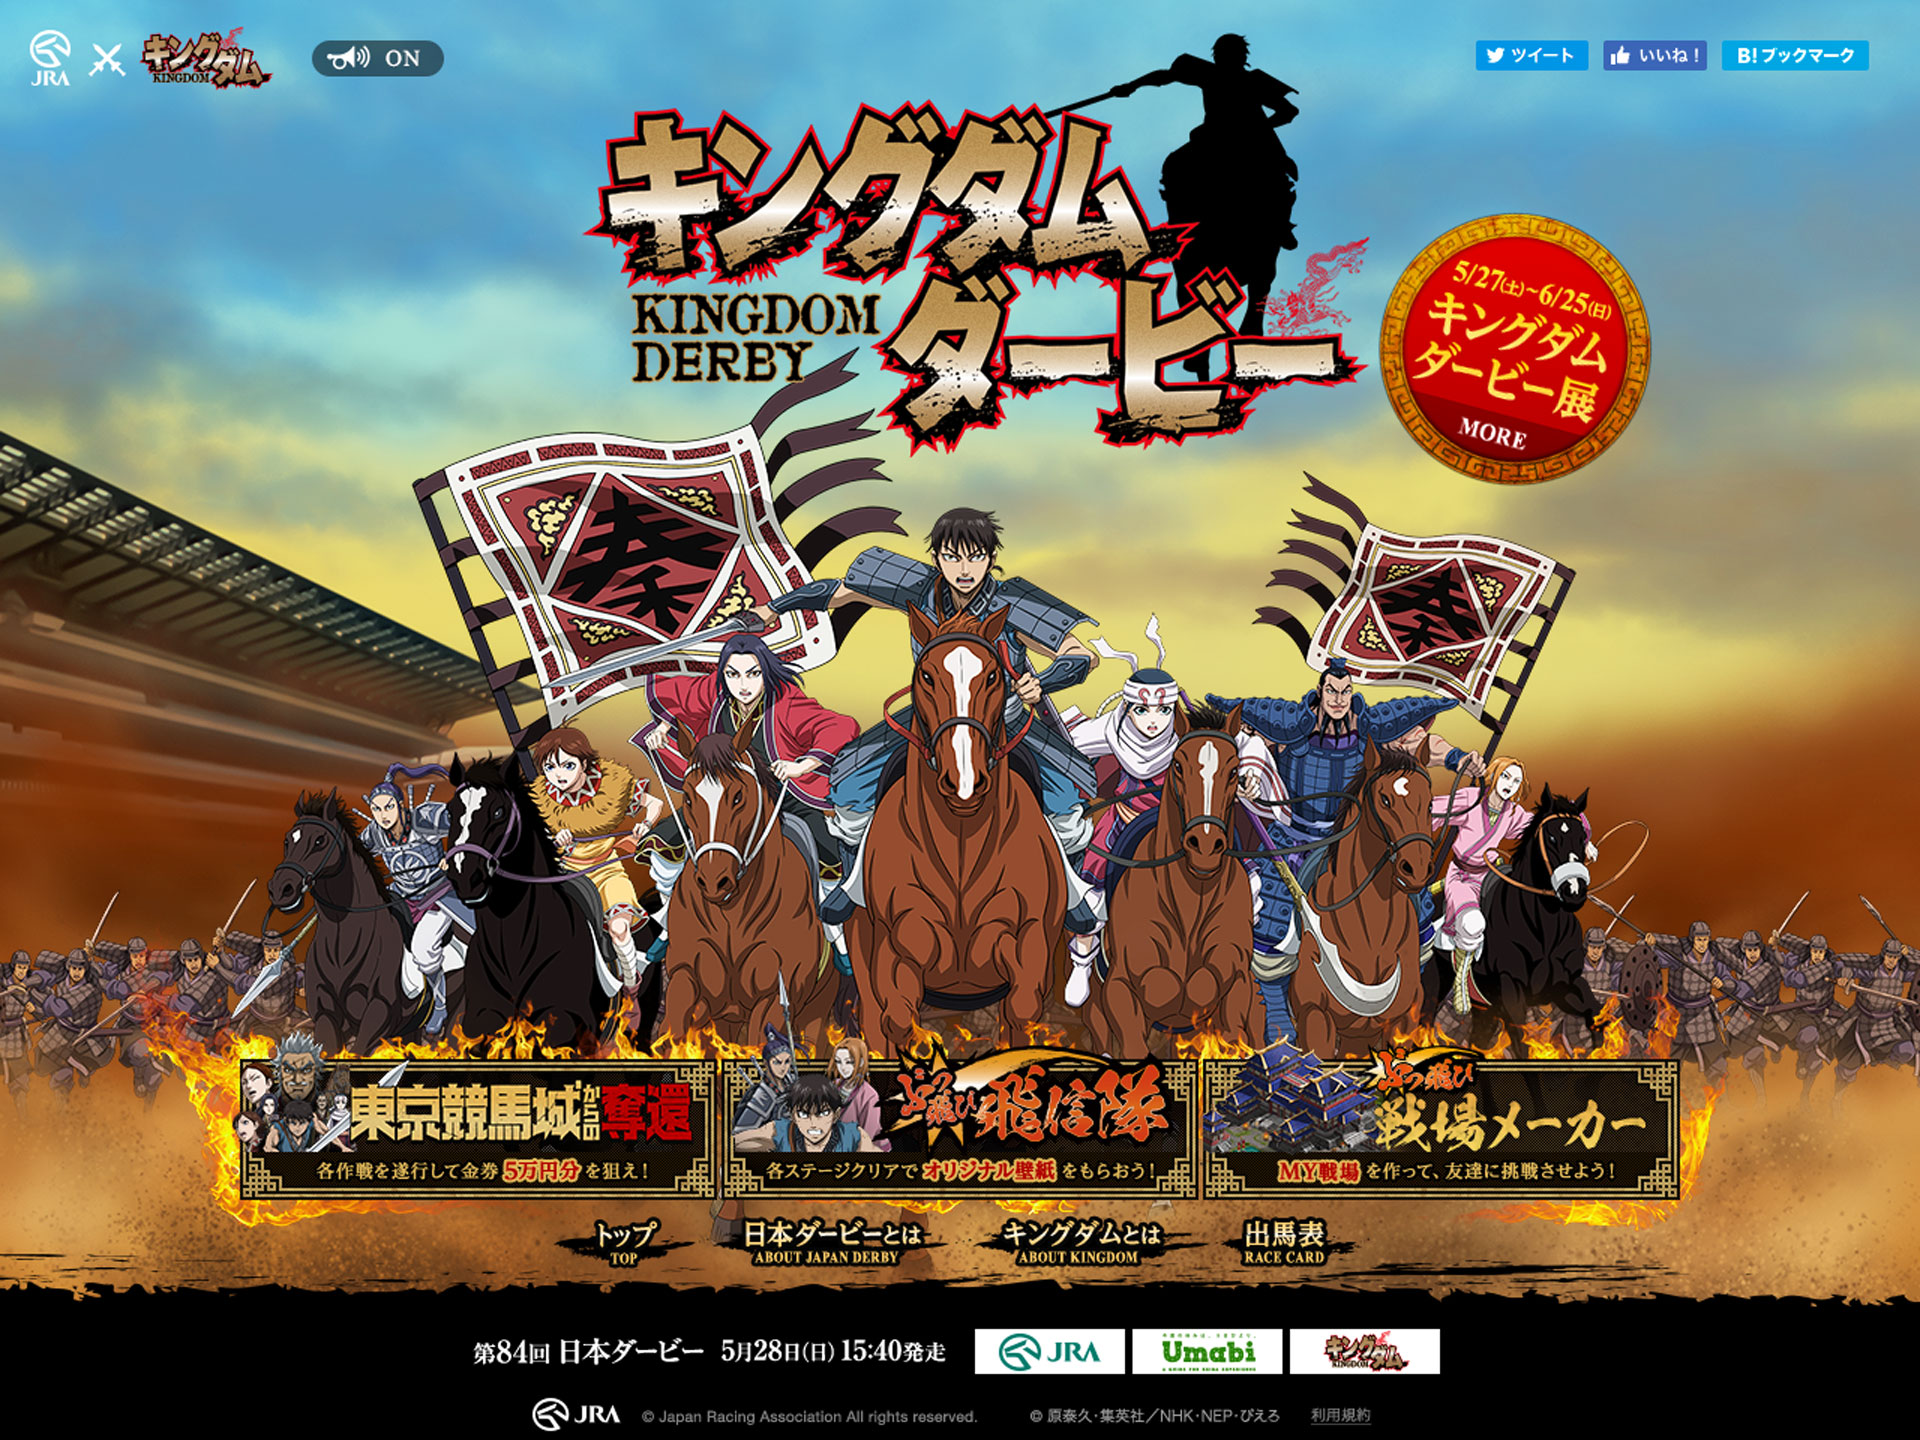 JRA
キングダム
KINGDOM
ON
ツイート
いいね!
B!ブックマーク
キングダム
ダービー
KINGDOM
DERBY
5/27(土)~6/25(日)
キングダム
ダービー展
MORE
秦
秦
東京競馬城からの奪還
各作戦を遂行して金券5万円分を狙え!
ぶっ飛び飛信隊
各ステージクリアでオリジナル壁紙をもらおう!
ぶっ飛び
戦場メーカー
MY戦場を作って、友達に挑戦させよう!
トップ
TOP
日本ダービーとは
ABOUT JAPAN DERBY
キングダムとは
ABOUT KINGDOM
出馬表
RACE CARD
第84回 日本ダービー 5月28日(日) 15:40発走
JRA
Umabi
キングダム
KINGDOM
JRA
© Japan Racing Association All rights reserved.
© 原泰久・集英社/NHK・NEP・ぴえろ
利用規約